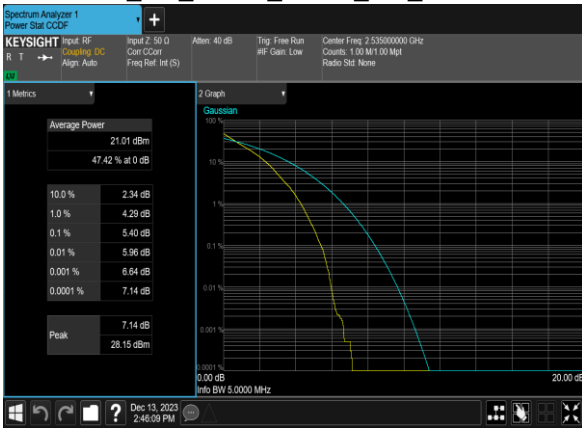 Spectrum Analyzer 1
Power Stat CCDF
+
KEYSIGHT
R T
Input: RF
Coupling: DC
Align: Auto
Input Z: 50 Ω
Corr CCorr
Freq Ref: Int (S)
Atten: 40 dB
Trig: Free Run
#IF Gain: Low
Center Freq: 2.535000000 GHz
Counts: 1.00 M/1.00 Mpt
Radio Std: None
1 Metrics
Average Power
21.01 dBm
47.42 % at 0 dB
10.0 % 2.34 dB
1.0 % 4.29 dB
0.1 % 5.40 dB
0.01 % 5.96 dB
0.001 % 6.64 dB
0.0001 % 7.14 dB
Peak
7.14 dB
28.15 dBm
2 Graph
Gaussian
100 %
10 %
1 %
0.1 %
0.01 %
0.001 %
0.0001 %
0.00 dB
20.00 dB
Info BW 5.0000 MHz
?
Dec 13, 2023
2:46:09 PM